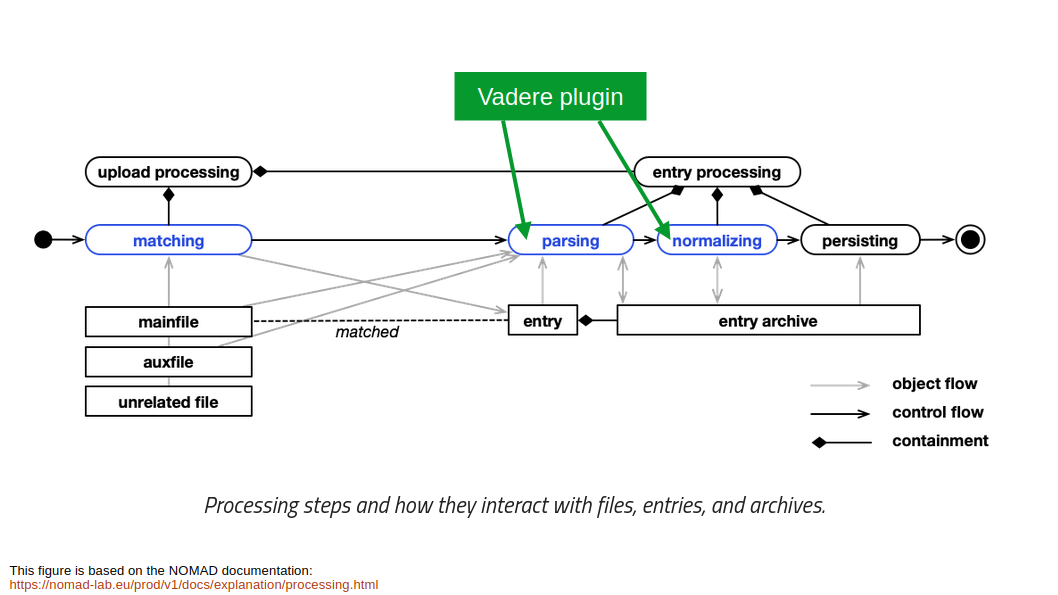 Vadere plugin
upload processing
entry processing
matching
parsing
normalizing
persisting
mainfile
matched
entry
entry archive
auxfile
unrelated file
object flow
control flow
containment
Processing steps and how they interact with files, entries, and archives.
This figure is based on the NOMAD documentation:
https://nomad-lab.eu/prod/v1/docs/explanation/processing.html